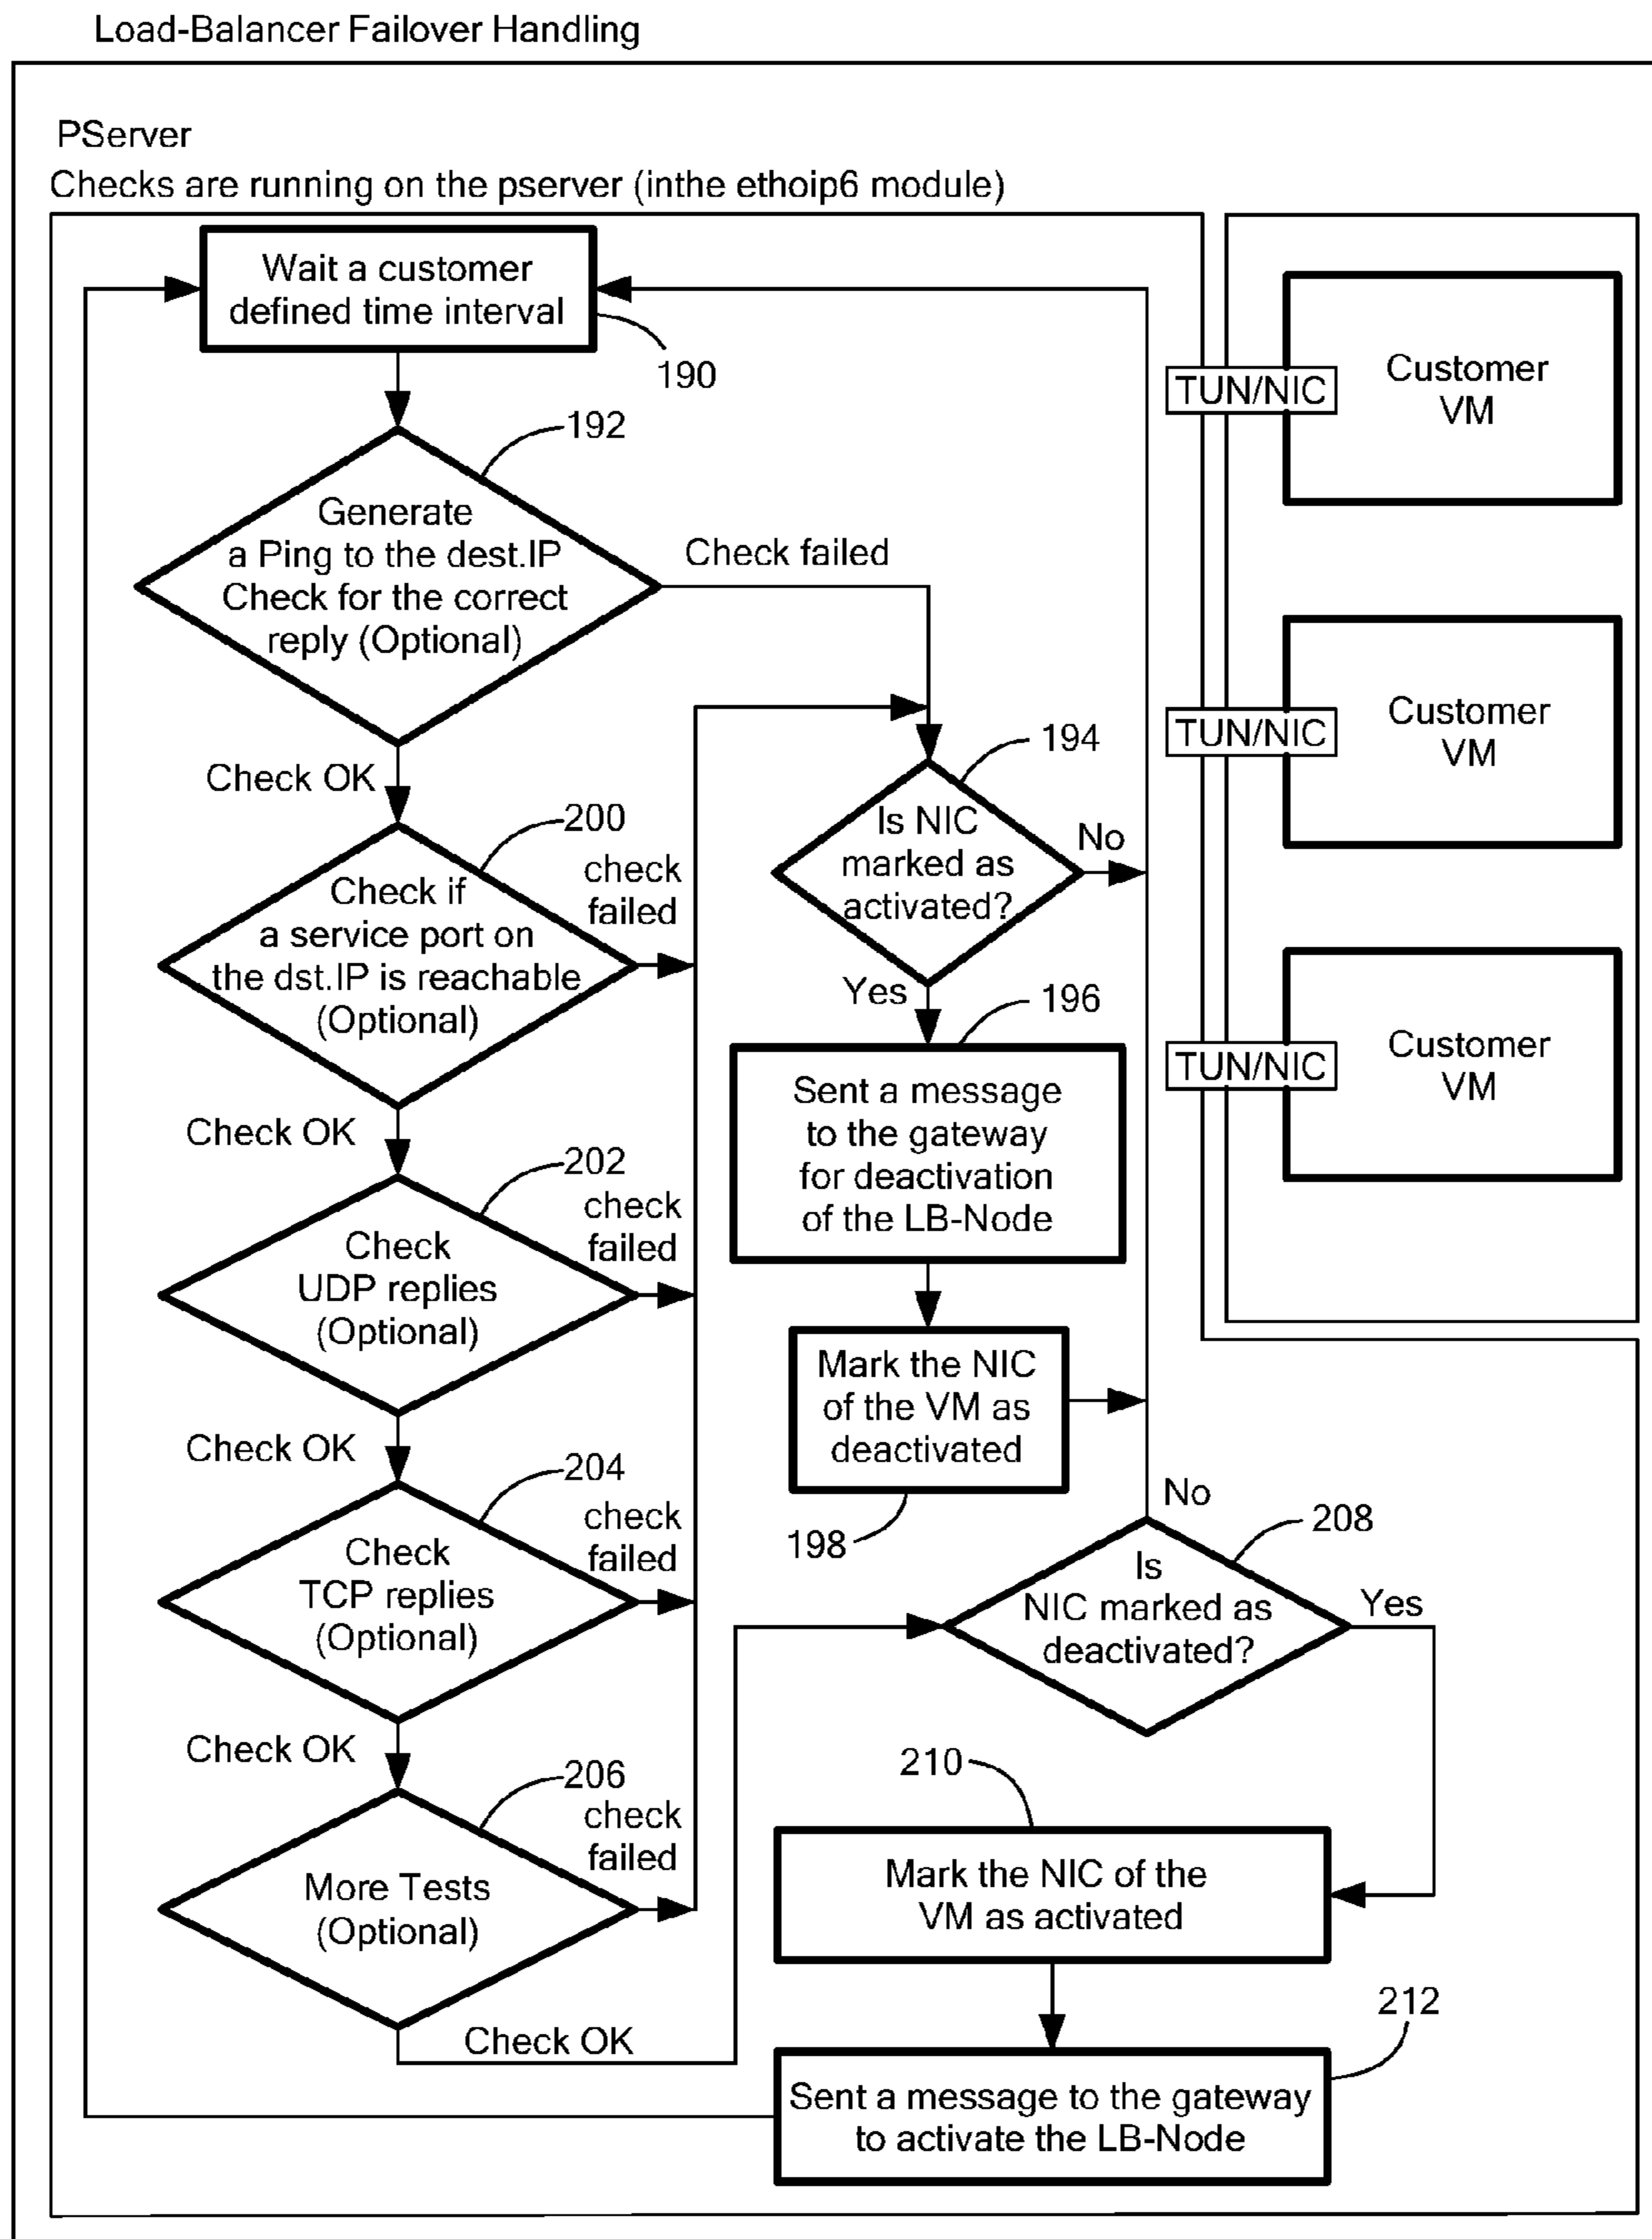 Load-Balancer Failover Handling
PServer
Checks are running on the pserver (inthe ethoip6 module)
Wait a customer
defined time interval
190
192
Generate
a Ping to the dest.IP
Check for the correct
reply (Optional)
Check failed
Check OK
200
Check if
a service port on
the dst.IP is reachable
(Optional)
check
failed
Check OK
202
Check
UDP replies
(Optional)
check
failed
Check OK
204
Check
TCP replies
(Optional)
check
failed
Check OK
206
More Tests
(Optional)
check
failed
Check OK
194
Is NIC
marked as
activated?
No
Yes
196
Sent a message
to the gateway
for deactivation
of the LB-Node
Mark the NIC
of the VM as
deactivated
198
No
208
Is
NIC marked as
deactivated?
Yes
210
Mark the NIC of the
VM as activated
212
Sent a message to the gateway
to activate the LB-Node
TUN/NIC
Customer
VM
TUN/NIC
Customer
VM
TUN/NIC
Customer
VM